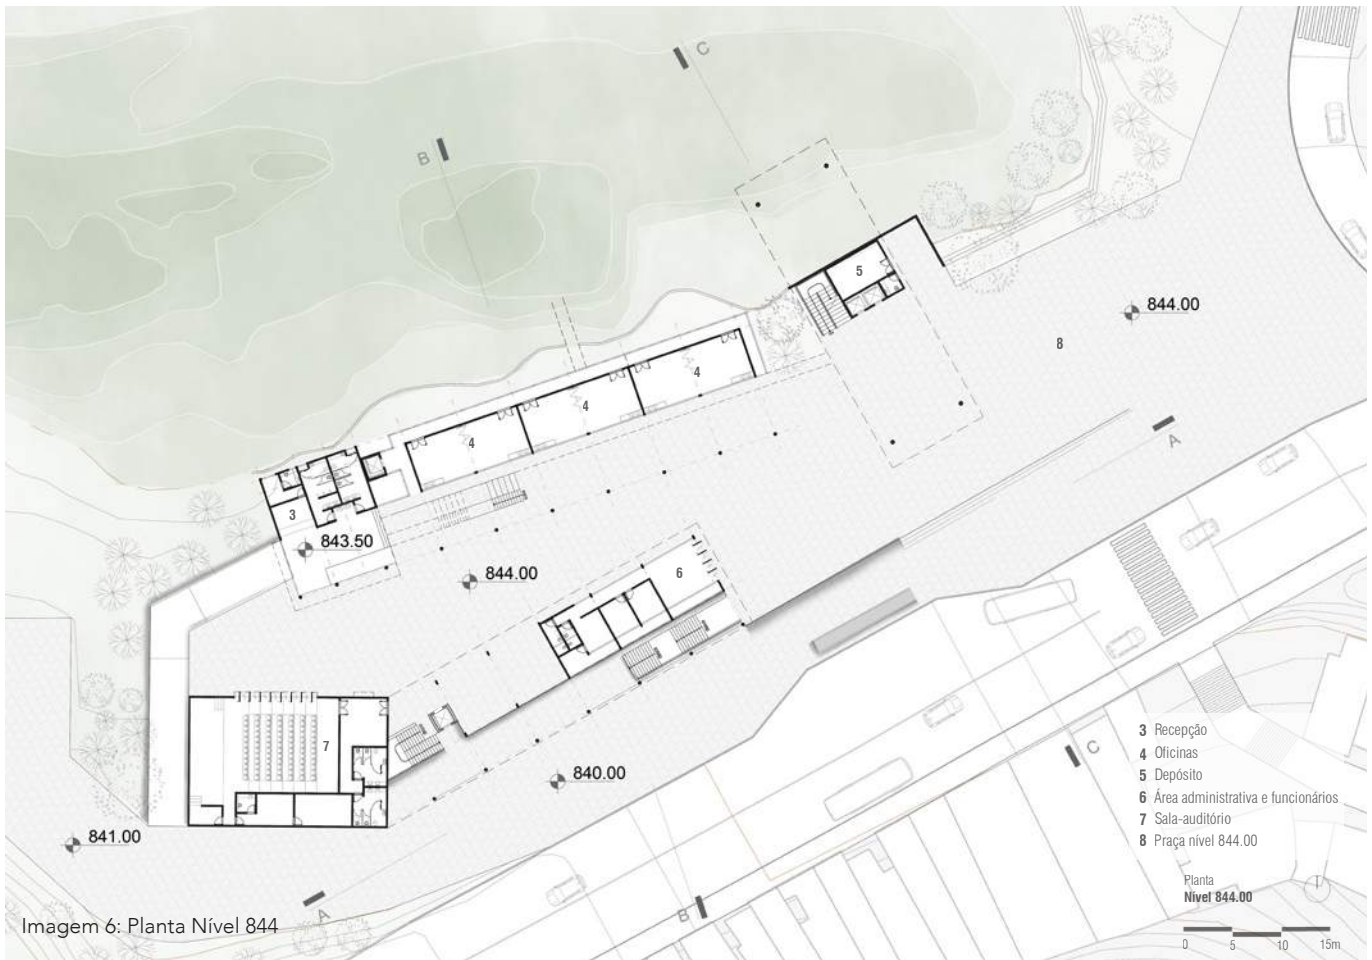 C
B
5
844.00
8
4
4
4
A
3
843.50
844.00
6
7
C
3 Recepção
4 Oficinas
5 Depósito
6 Área administrativa e funcionários
7 Sala-auditório
8 Praça nível 844.00
840.00
841.00
Planta
Nível 844.00
A
B
Imagem 6: Planta Nível 844
0 5 10 15m